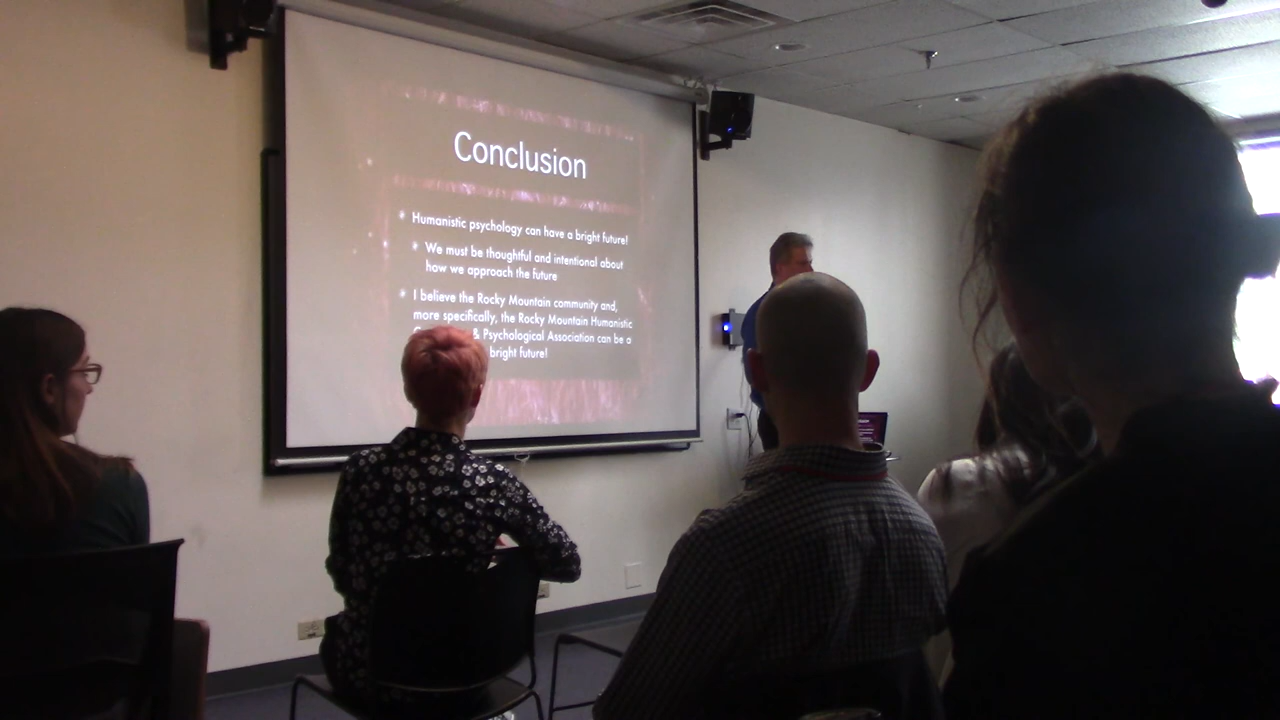 Conclusion
Humanistic psychology can have a bright future!
We must be thoughtful and intentional about
how we approach the future
I believe the Rocky Mountain community and,
more specifically, the Rocky Mountain Humanistic
& Psychological Association can be a
bright future!